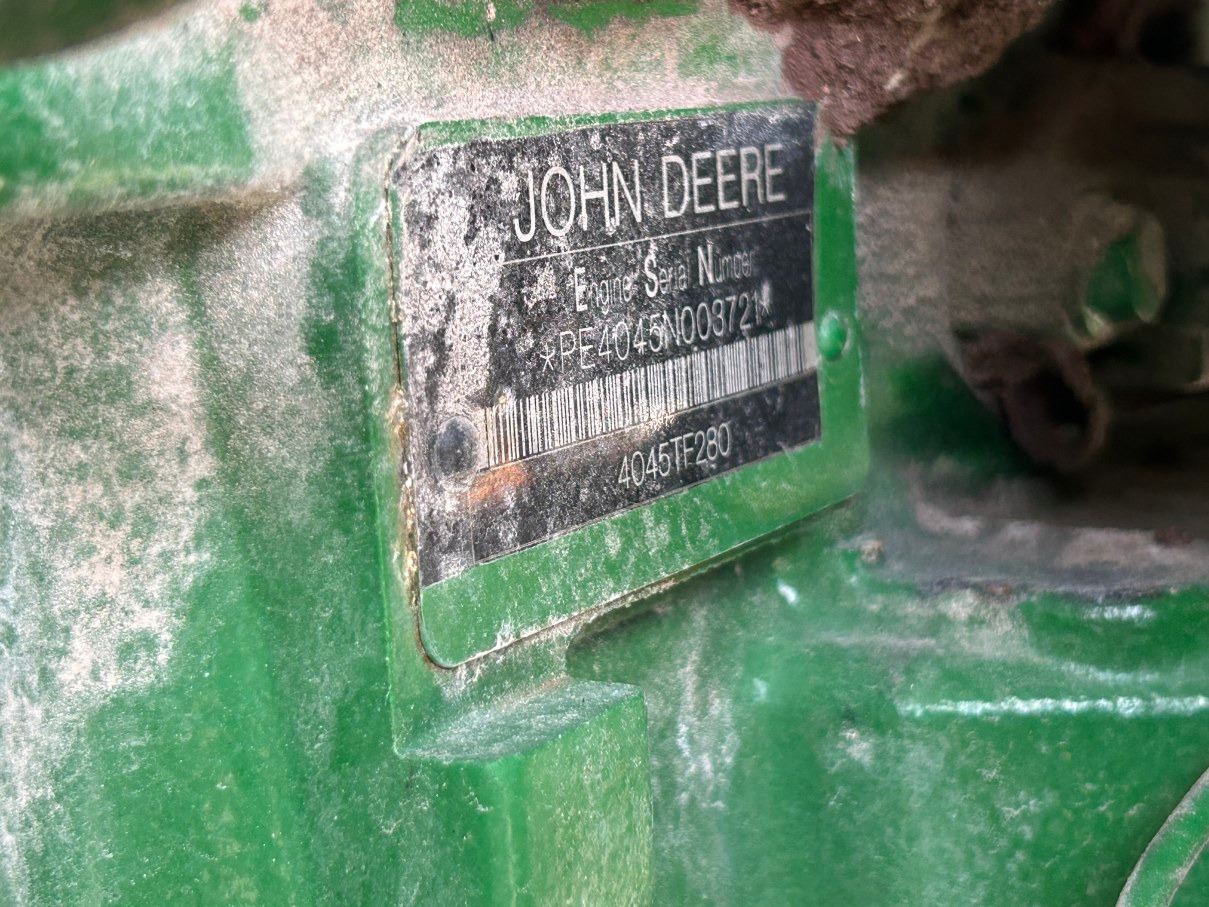 JOHN DEERE
Engine Serial Number
*PE4045N003721*
4045TF280